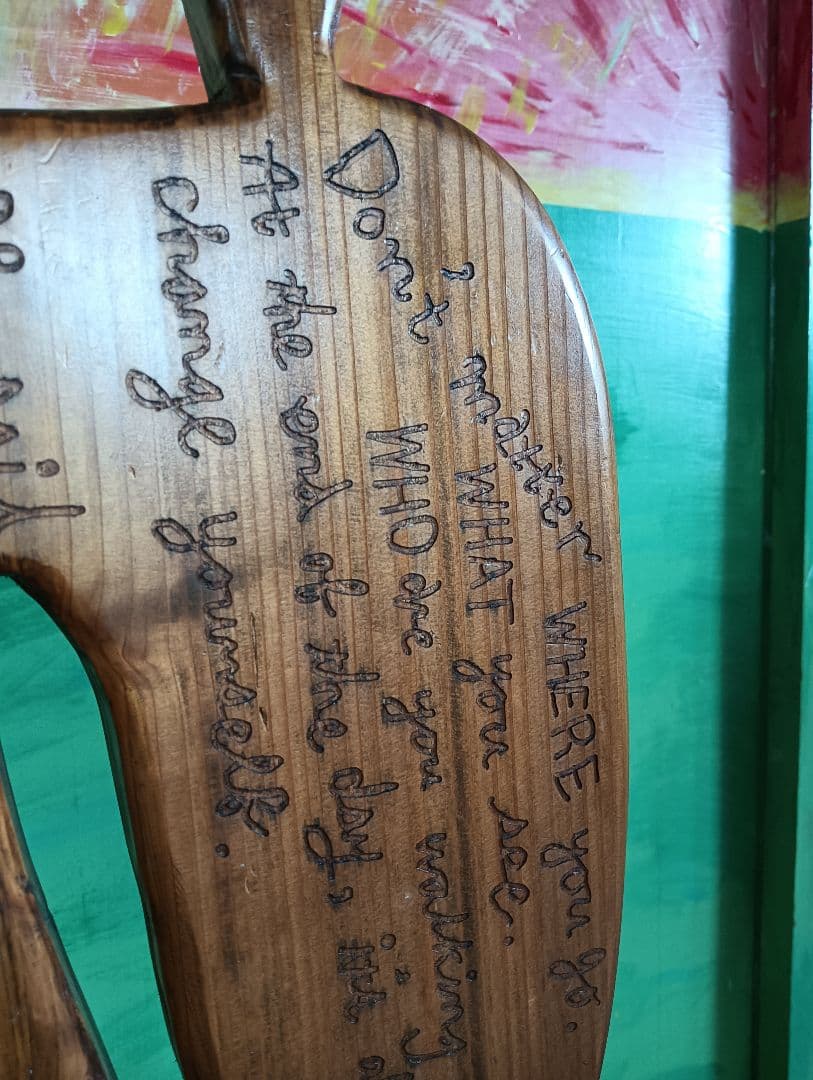 Don't matter WHERE you go.
WHAT you see.
WHO are you walking
At the end of the day, it's
change yourself.